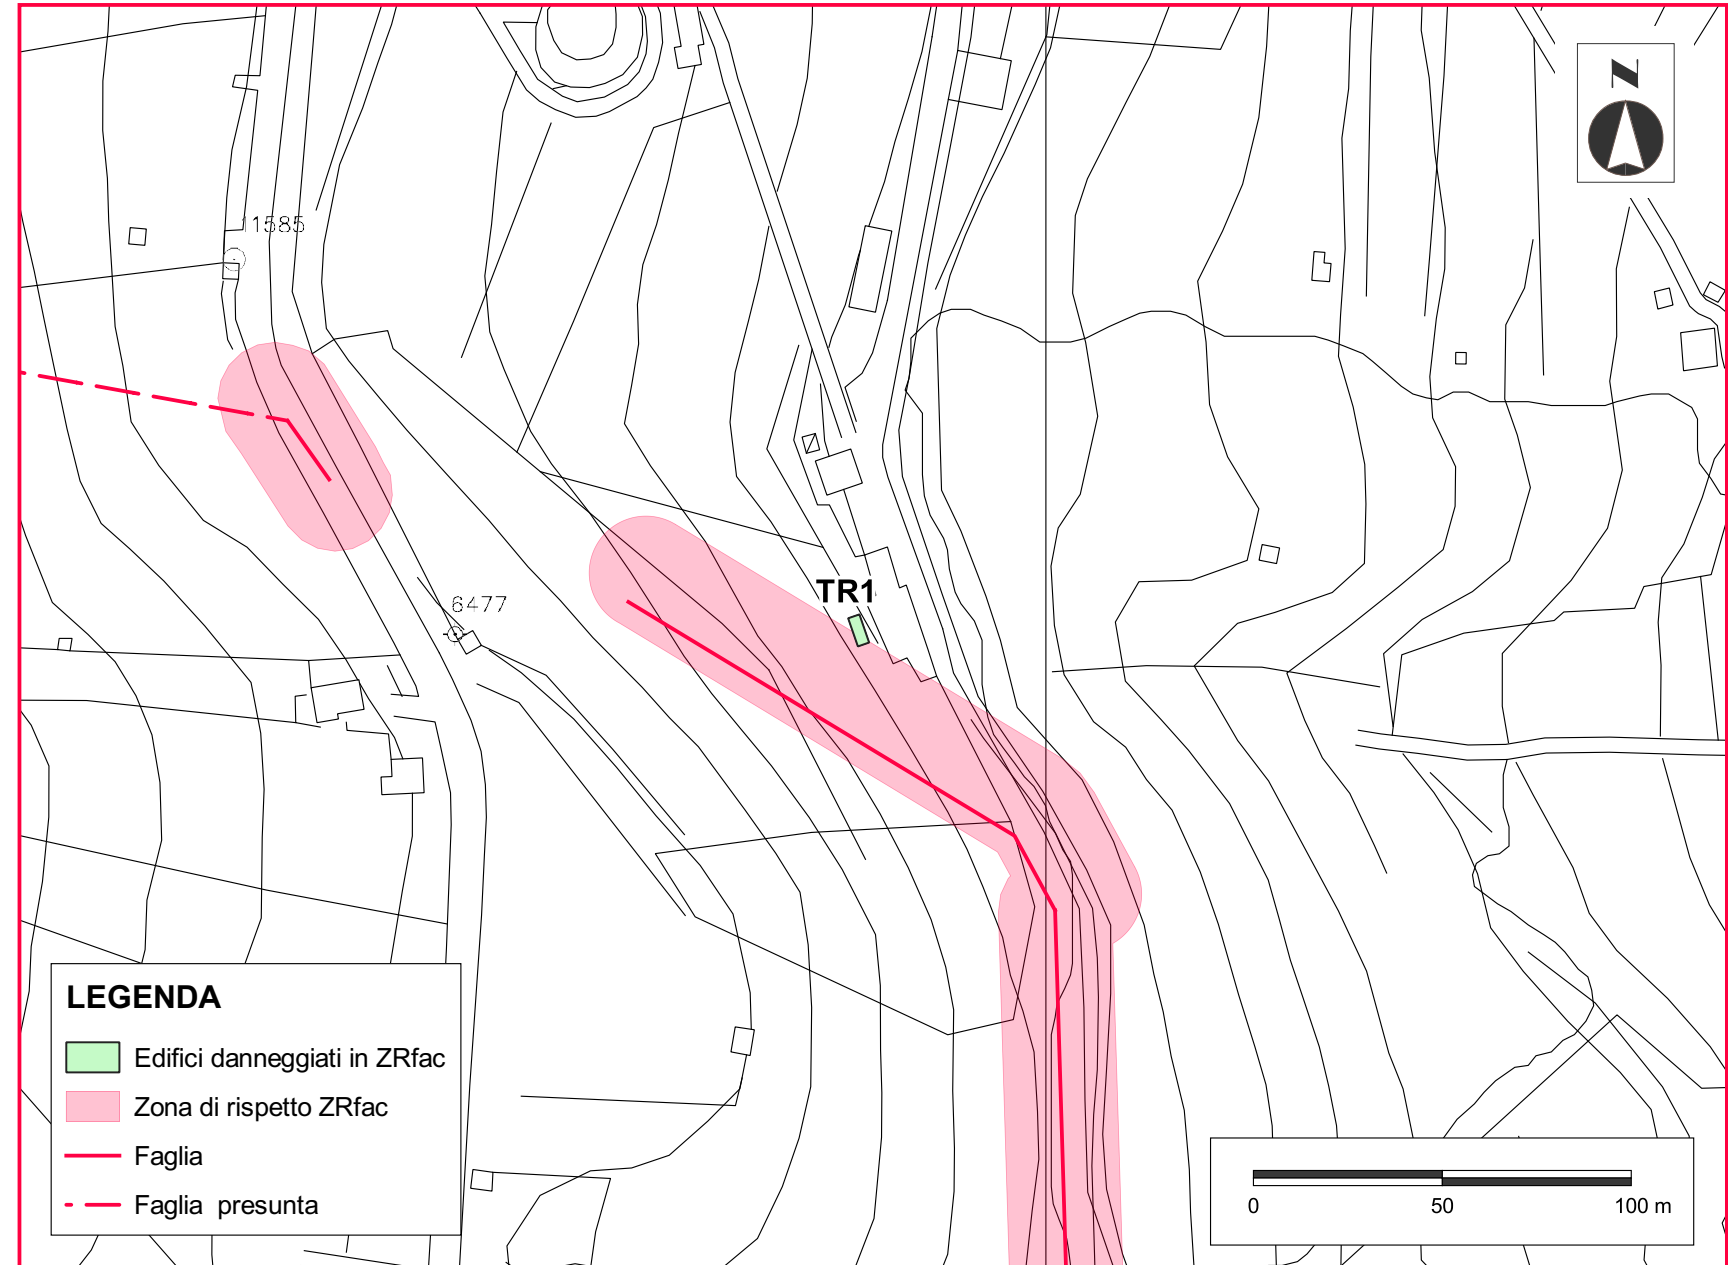 N
11585
6477
TR1
LEGENDA
Edifici danneggiati in ZRfac
Zona di rispetto ZRfac
Faglia
Faglia presunta
0 50 100 m